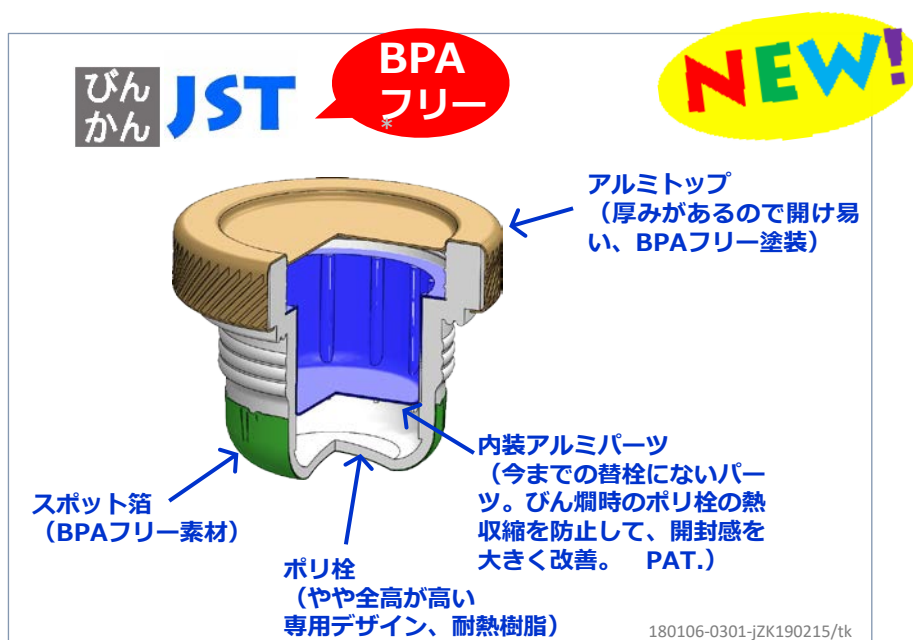 びん
かん
JST
BPA
フリー
*
NEW!
アルミトップ
（厚みがあるので開け易
い、BPAフリー塗装）
内装アルミパーツ
（今までの替栓にないパー
ツ。びん燗時のポリ栓の熱
収縮を防止して、開封感を
大きく改善。　PAT.）
スポット箔
（BPAフリー素材）
ポリ栓
（やや全高が高い
専用デザイン、耐熱樹脂）
180106-0301-jZK190215/tk